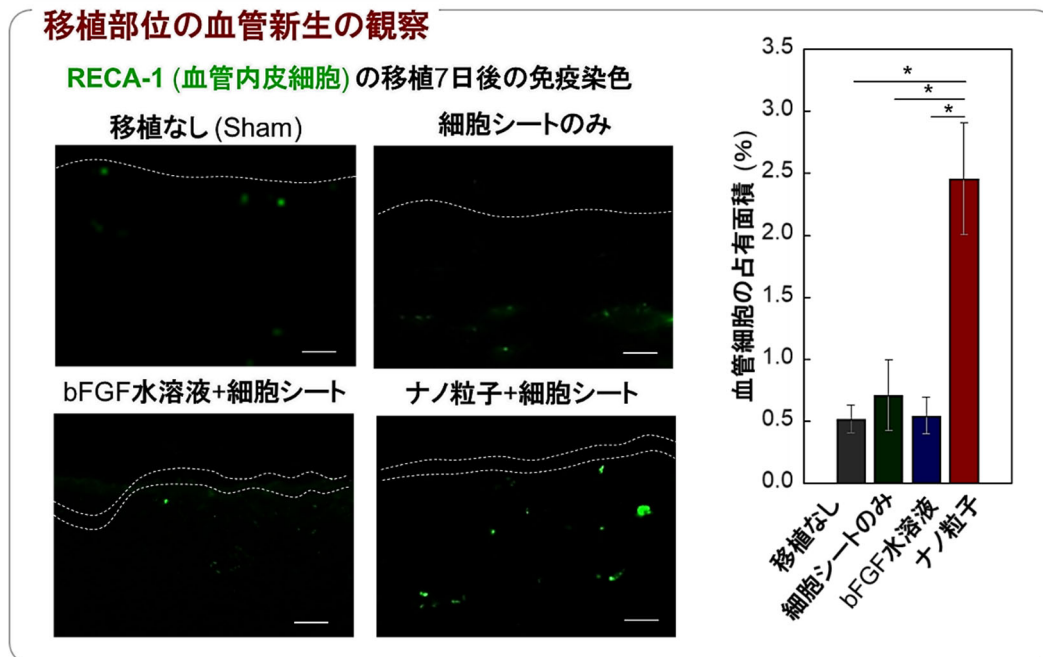 移植部位の血管新生の観察
RECA-1 (血管内皮細胞) の移植7日後の免疫染色
移植なし (Sham)
細胞シートのみ
bFGF水溶液+細胞シート
ナノ粒子+細胞シート
血管細胞の占有面積 (%)
3.5
3.0
2.5
2.0
1.5
1.0
0.5
0.0
*
*
*
移植なし
細胞シートのみ
bFGF水溶液
ナノ粒子